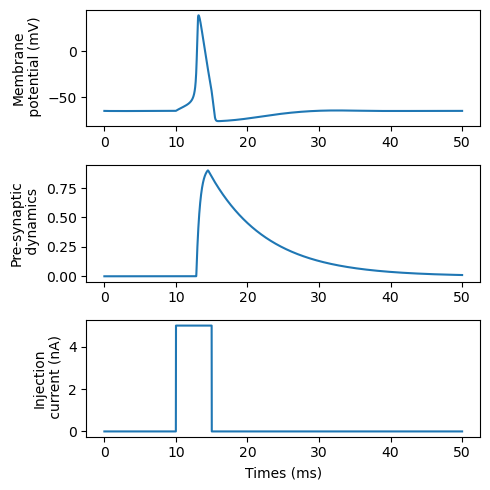 Membrane
potential (mV)
0
−50
0 10 20 30 40 50
Pre-synaptic
dynamics
0.75
0.50
0.25
0.00
0 10 20 30 40 50
Injection
current (nA)
4
2
0
0 10 20 30 40 50
Times (ms)